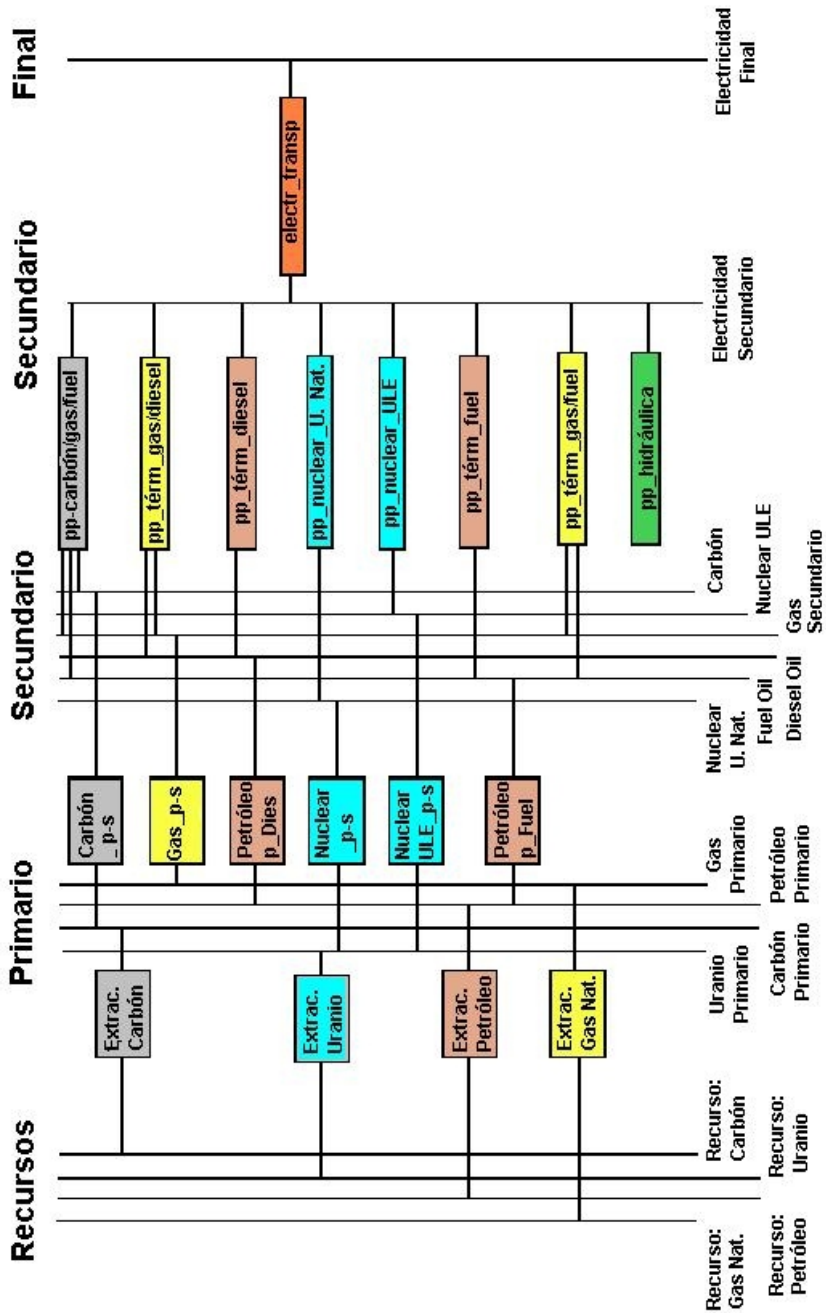 Recursos
Primario
Secundario
Secundario
Final
Extrac.
Carbón
Extrac.
Uranio
Extrac.
Petróleo
Extrac.
Gas Nat.
Carbón
_p-s
Gas_p-s
Petróleo
p_Dies
Nuclear
_p-s
Nuclear
ULE_p-s
Petróleo
p_Fuel
pp-carbón/gas/fuel
pp_térm_gas/diesel
pp_térm_diesel
pp_nuclear_U. Nat.
pp_nuclear_ULE
pp_térm_fuel
pp_térm_gas/fuel
pp_hidráulica
electr_transp
Recurso:
Gas Nat.
Recurso:
Petróleo
Recurso:
Carbón
Recurso:
Uranio
Uranio
Primario
Carbón
Primario
Gas
Primario
Petróleo
Primario
Nuclear
U. Nat.
Fuel Oil
Diesel Oil
Gas
Secundario
Nuclear ULE
Carbón
Electricidad
Secundario
Electricidad
Final